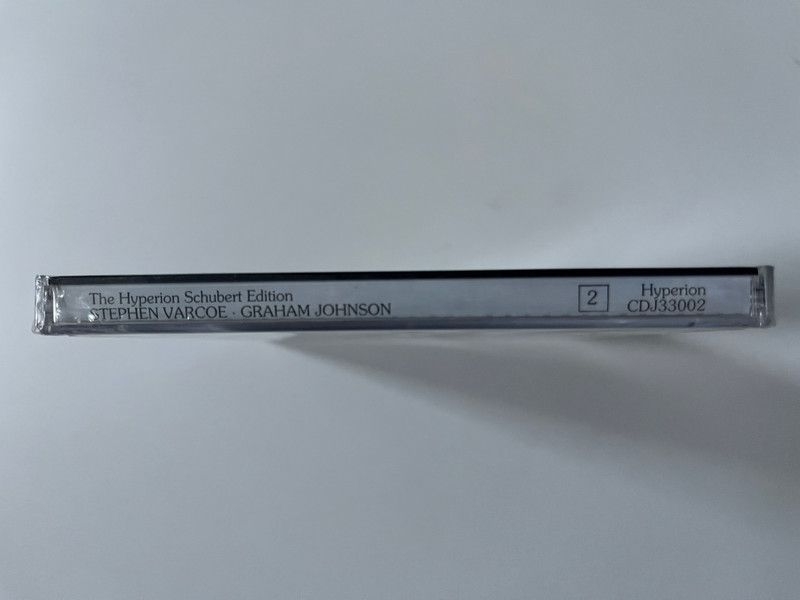 The Hyperion Schubert Edition
STEPHEN VARCOE · GRAHAM JOHNSON
2
Hyperion
CDJ33002